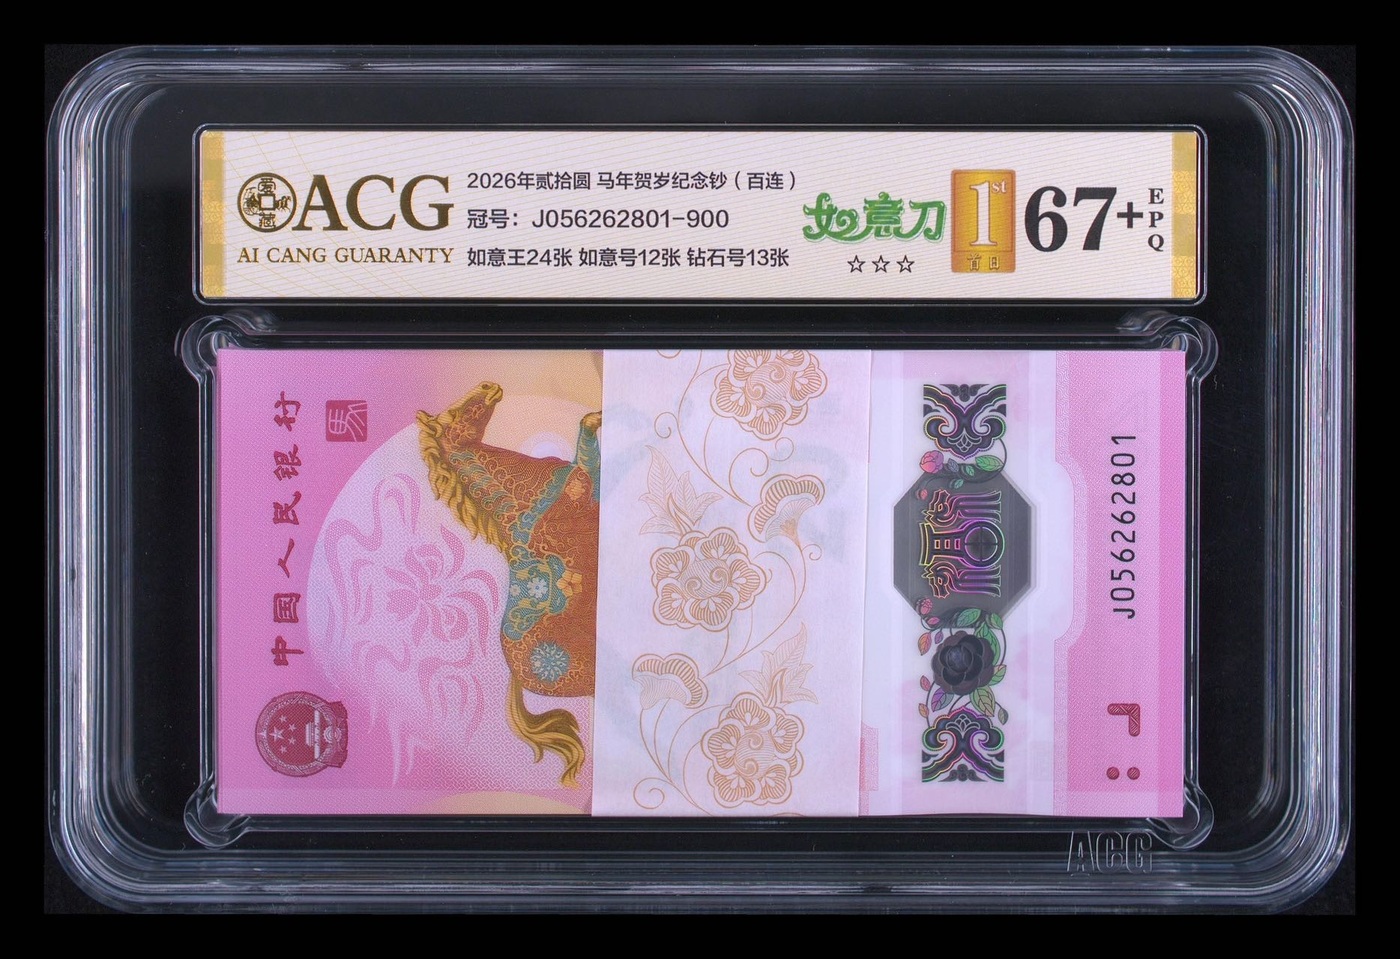 ACG
AI CANG GUARANTY
2026年贰拾圆 马年贺岁纪念钞（百连）
冠号：J056262801-900
如意王24张 如意号12张 钻石号13张
如意刀
☆☆☆
1st
首日
67+
EPQ
中国人民银行
J056262801
ACG